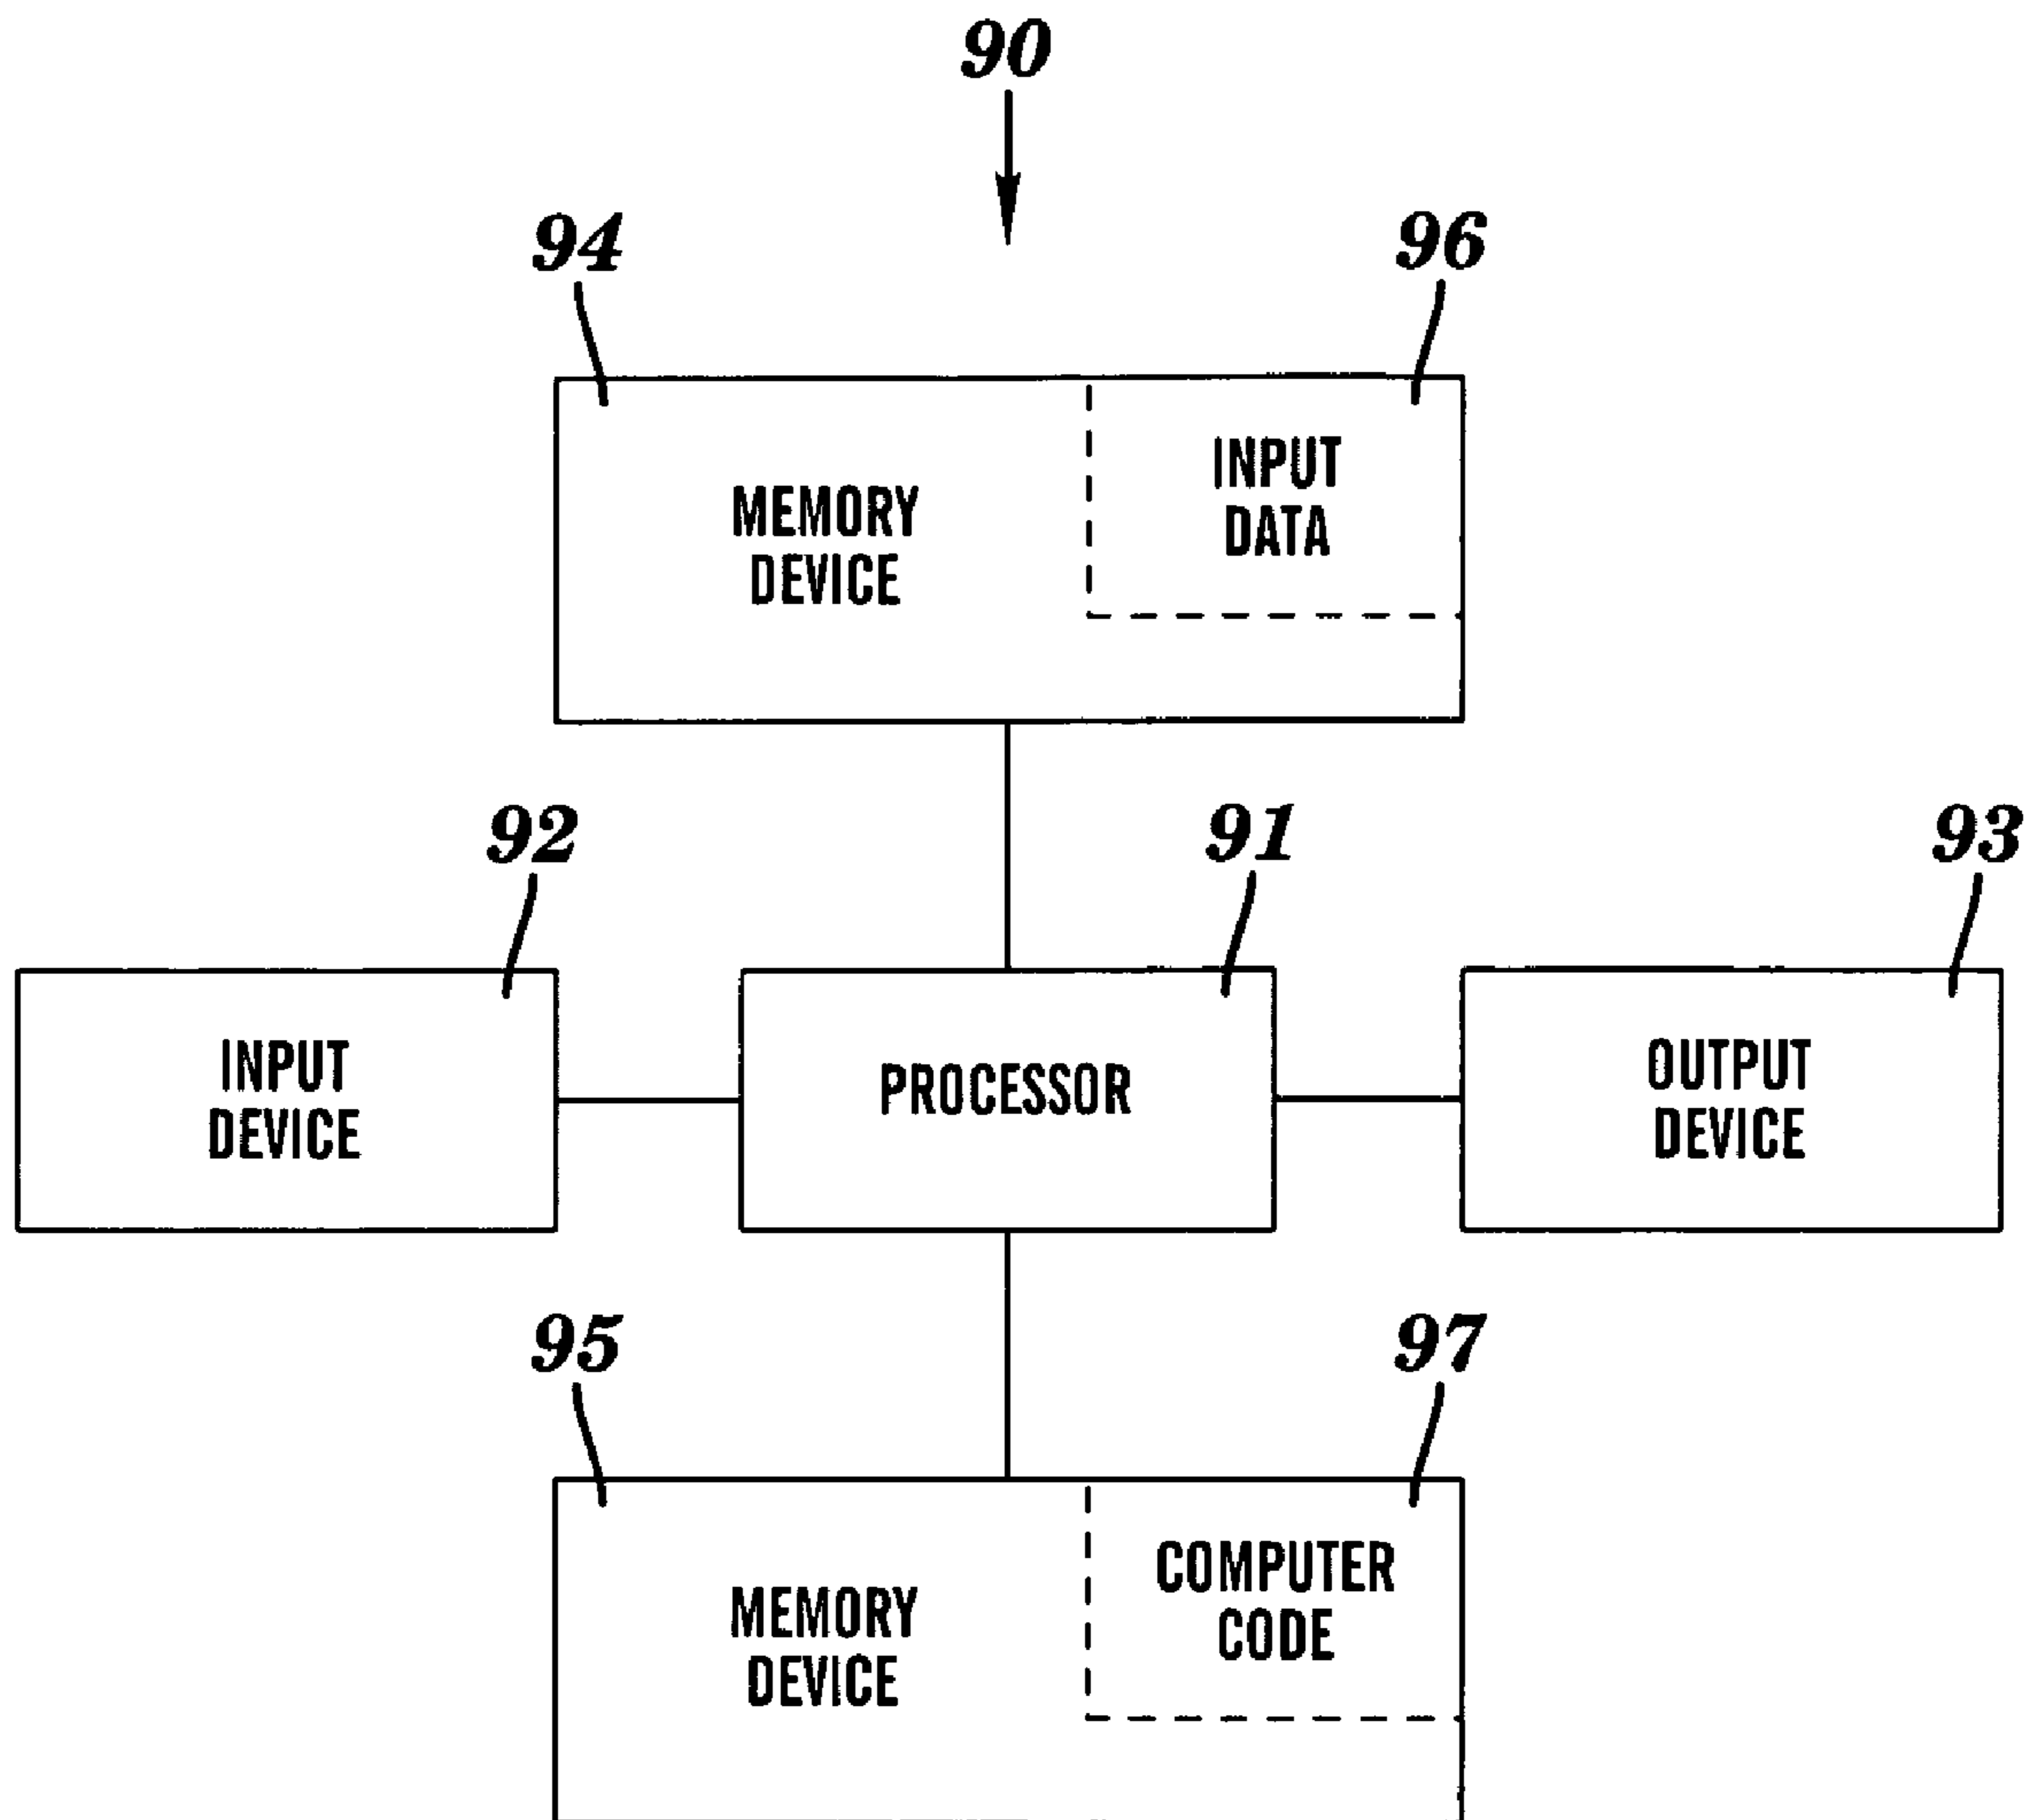 90
94
96
MEMORY
DEVICE
INPUT
DATA
92
91
93
INPUT
DEVICE
PROCESSOR
OUTPUT
DEVICE
95
97
MEMORY
DEVICE
COMPUTER
CODE